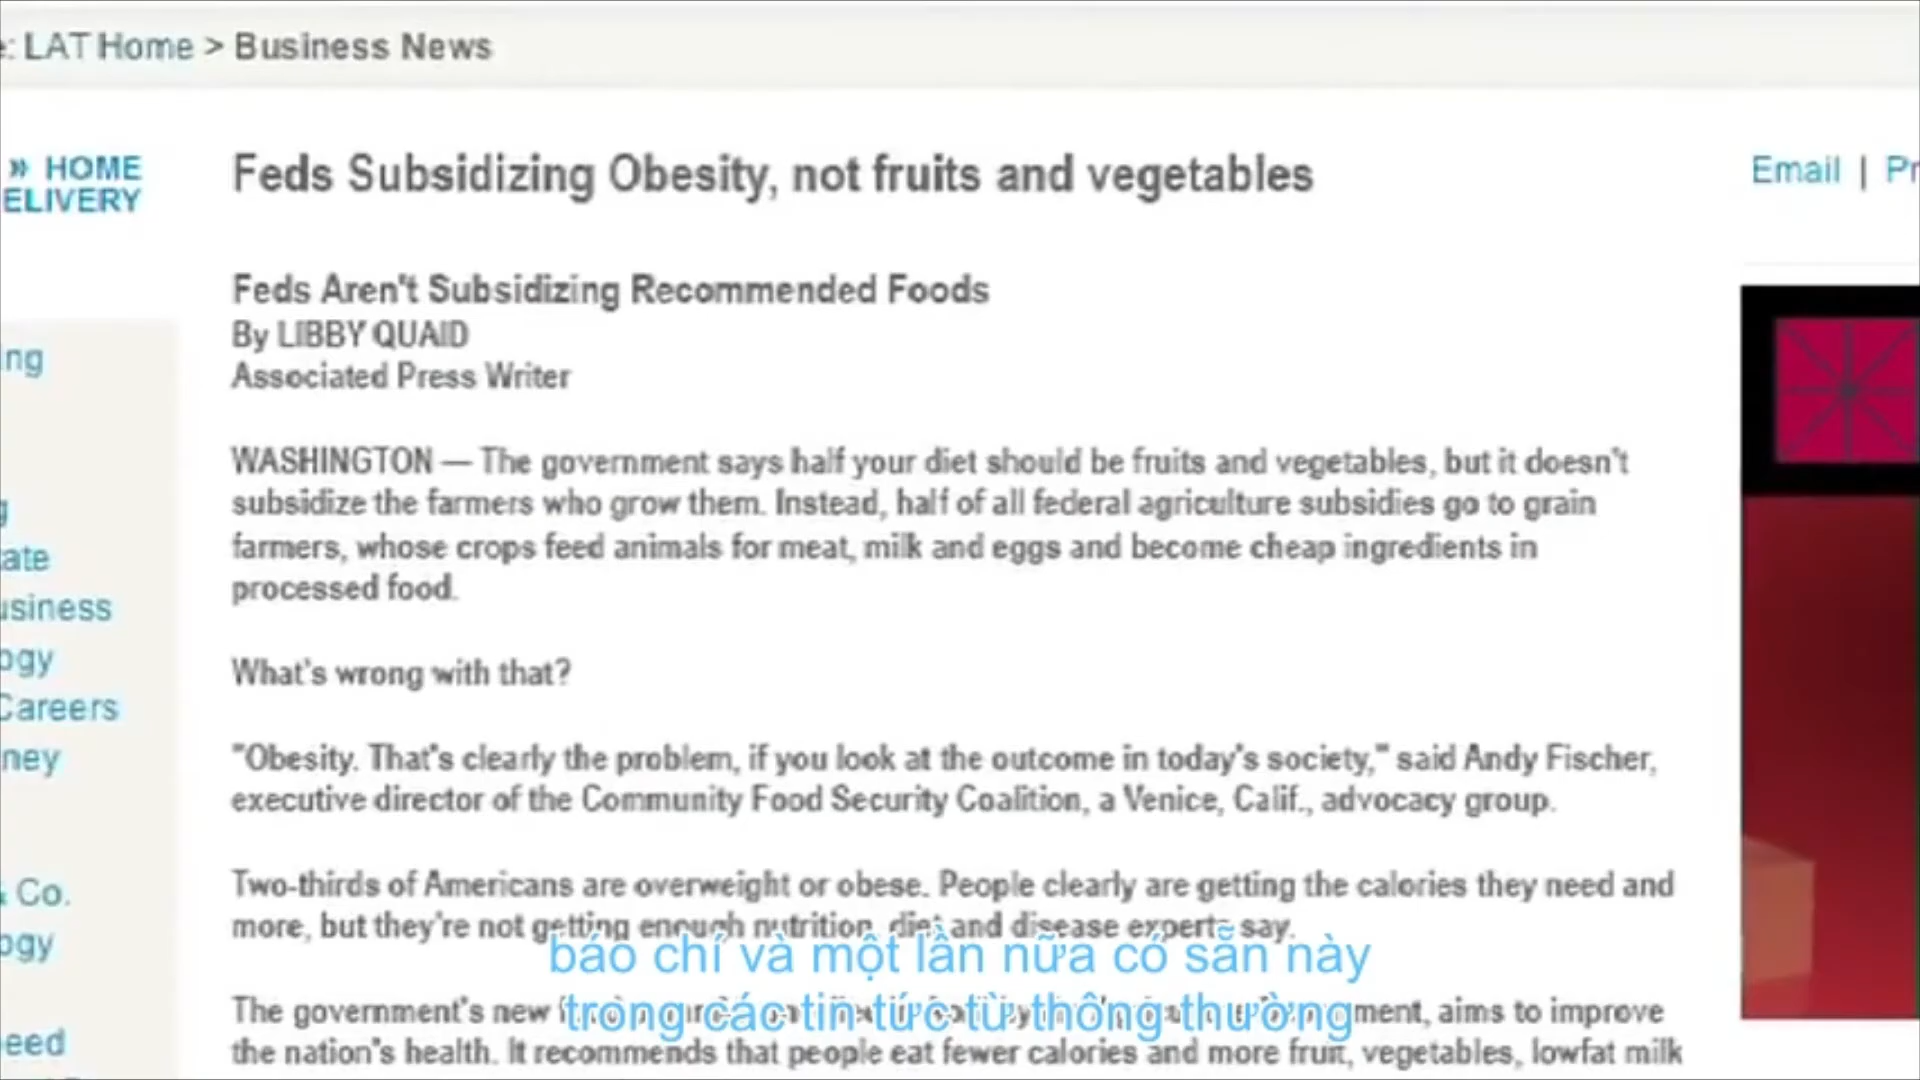 e: LAT Home > Business News
» HOME
ELIVERY
Feds Subsidizing Obesity, not fruits and vegetables
Email | Pr
Feds Aren't Subsidizing Recommended Foods
By LIBBY QUAID
Associated Press Writer
WASHINGTON — The government says half your diet should be fruits and vegetables, but it doesn't
subsidize the farmers who grow them. Instead, half of all federal agriculture subsidies go to grain
farmers, whose crops feed animals for meat, milk and eggs and become cheap ingredients in
processed food.
What's wrong with that?
"Obesity. That's clearly the problem, if you look at the outcome in today's society," said Andy Fischer,
executive director of the Community Food Security Coalition, a Venice, Calif., advocacy group.
Two-thirds of Americans are overweight or obese. People clearly are getting the calories they need and
more, but they're not getting enough nutrition, diet and disease experts say.
The government's new ment, aims to improve
the nation's health. It recommends that people eat fewer calories and more fruit, vegetables, lowfat milk
ing
g
tate
usiness
ogy
Careers
ney
& Co.
ogy
eed
báo chí và một lần nữa có sẵn này
trong các tin tức từ thông thường